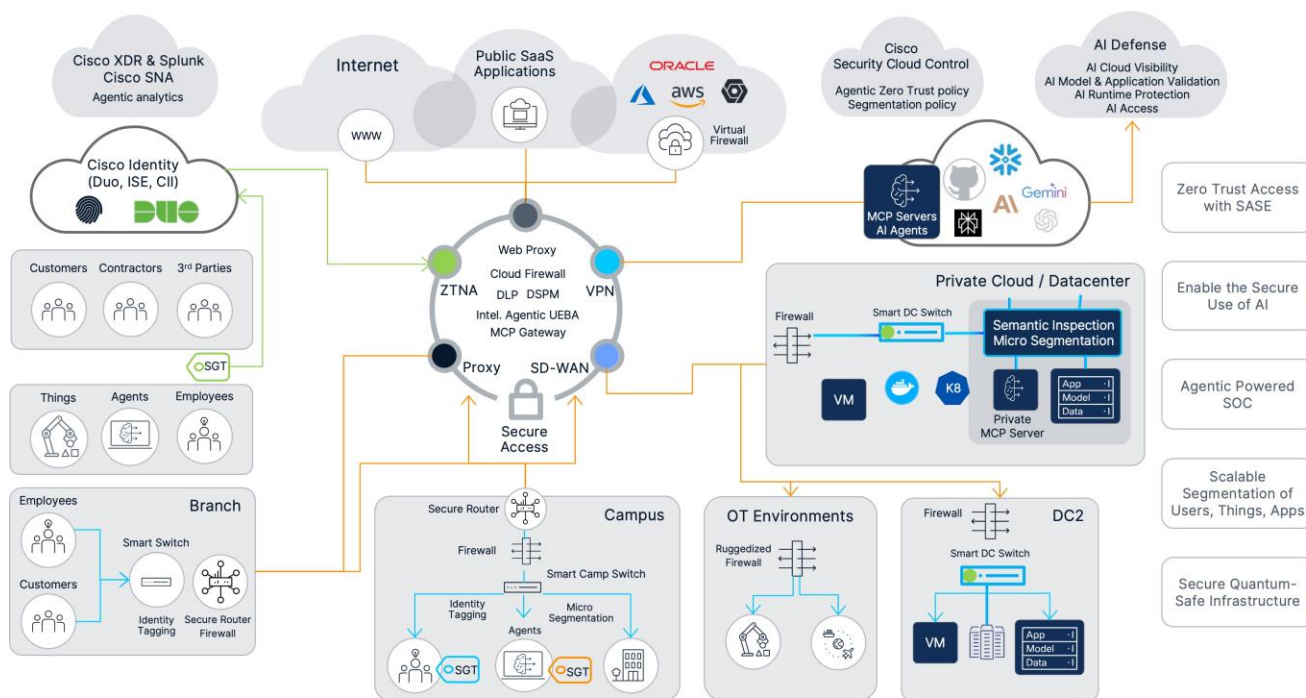 Cisco XDR & Splunk
Cisco SNA
Agentic analytics
Internet
www
Public SaaS
Applications
ORACLE
aws
Virtual
Firewall
Cisco
Security Cloud Control
Agentic Zero Trust policy
Segmentation policy
AI Defense
AI Cloud Visibility
AI Model & Application Validation
AI Runtime Protection
AI Access
Cisco Identity
(Duo, ISE, CII)
DUO
MCP Servers
AI Agents
Gemini
Customers
Contractors
3rd Parties
SGT
Things
Agents
Employees
Web Proxy
Cloud Firewall
DLP DSPM
Intel. Agentic UEBA
MCP Gateway
ZTNA
VPN
Proxy
SD-WAN
Secure
Access
Private Cloud / Datacenter
Firewall
Smart DC Switch
Semantic Inspection
Micro Segmentation
VM
K8
Private
MCP Server
App
Model
Data
Zero Trust Access
with SASE
Enable the Secure
Use of AI
Agentic Powered
SOC
Scalable
Segmentation of
Users, Things, Apps
Secure Quantum-
Safe Infrastructure
Branch
Employees
Customers
Smart Switch
Identity
Tagging
Secure Router
Firewall
Campus
Secure Router
Firewall
Smart Camp Switch
Identity
Tagging
Micro
Segmentation
Agents
SGT
SGT
OT Environments
Ruggedized
Firewall
DC2
Firewall
Smart DC Switch
VM
App
Model
Data